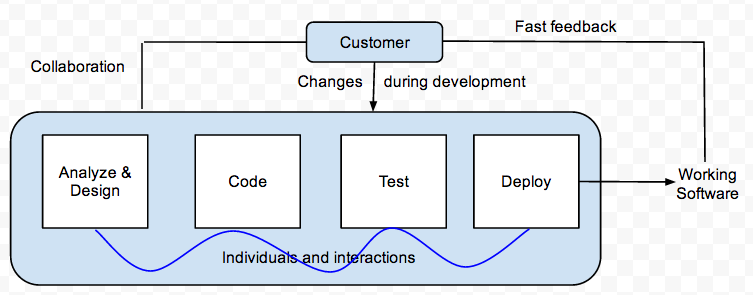 Fast feedback
Customer
Collaboration
Changes during development
Analyze &
Design
Code
Test
Deploy
Working
Software
Individuals and interactions